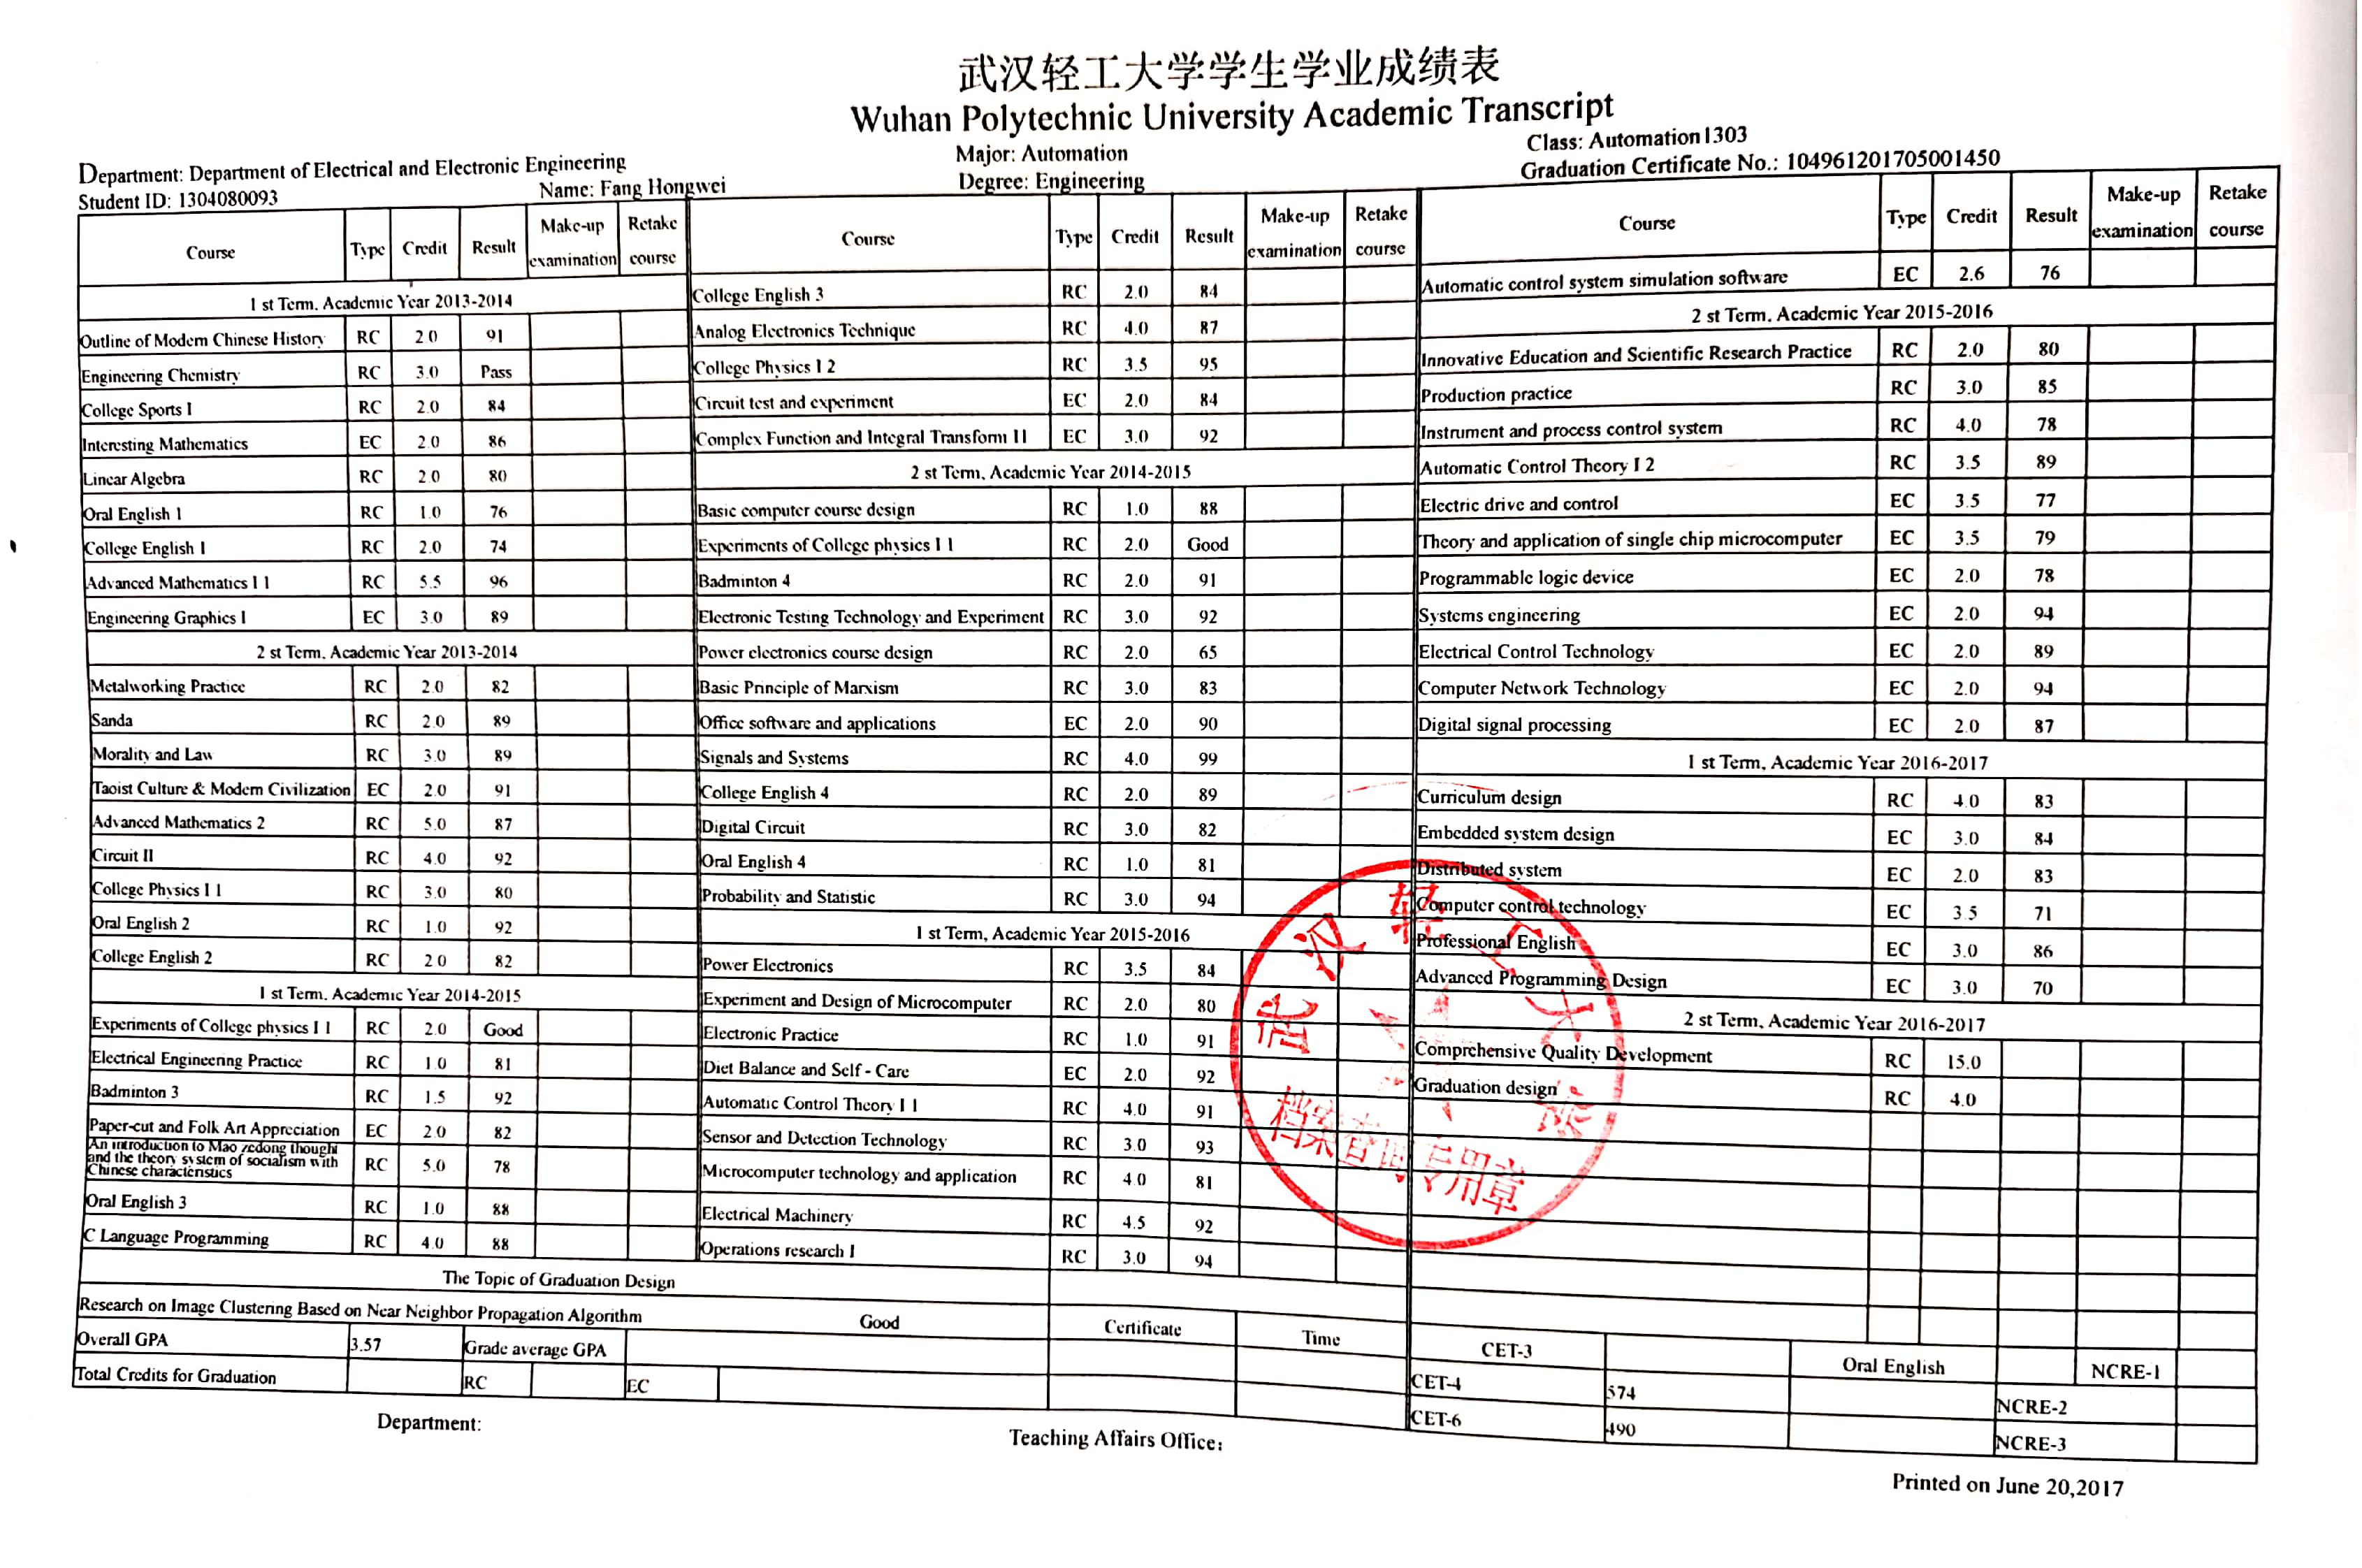 武汉轻工大学学生学业成绩表
Wuhan Polytechnic University Academic Transcript
Department: Department of Electrical and Electronic Engineering Major: Automation Class: Automation1303
Student ID: 1304080093 Name: Fang Hongwei Degree: Engineering Graduation Certificate No.: 104961201705001450
Course Type Credit Result Make-up examination Retake course
1 st Term. Academic Year 2013-2014
Outline of Modern Chinese History RC 2.0 91
Engineering Chemistry RC 3.0 Pass
College Sports I RC 2.0 84
Interesting Mathematics EC 2.0 86
Linear Algebra RC 2.0 80
Oral English 1 RC 1.0 76
College English 1 RC 2.0 74
Advanced Mathematics I 1 RC 5.5 96
Engineering Graphics I EC 3.0 89
2 st Term. Academic Year 2013-2014
Metalworking Practice RC 2.0 82
Sanda RC 2.0 89
Morality and Law RC 3.0 89
Taoist Culture & Modern Civilization EC 2.0 91
Advanced Mathematics 2 RC 5.0 87
Circuit II RC 4.0 92
College Physics I 1 RC 3.0 80
Oral English 2 RC 1.0 92
College English 2 RC 2.0 82
1 st Term. Academic Year 2014-2015
Experiments of College physics I 1 RC 2.0 Good
Electrical Engineering Practice RC 1.0 81
Badminton 3 RC 1.5 92
Paper-cut and Folk Art Appreciation EC 2.0 82
An introduction to Mao zedong thought
and the theory system of socialism with
Chinese characteristics RC 5.0 78
Oral English 3 RC 1.0 88
C Language Programming RC 4.0 88
Course Type Credit Result Make-up examination Retake course
College English 3 RC 2.0 84
Analog Electronics Technique RC 4.0 87
College Physics I 2 RC 3.5 95
Circuit test and experiment EC 2.0 84
Complex Function and Integral Transform II EC 3.0 92
2 st Term, Academic Year 2014-2015
Basic computer course design RC 1.0 88
Experiments of College physics I 1 RC 2.0 Good
Badminton 4 RC 2.0 91
Electronic Testing Technology and Experiment RC 3.0 92
Power electronics course design RC 2.0 65
Basic Principle of Marxism RC 3.0 83
Office software and applications EC 2.0 90
Signals and Systems RC 4.0 99
College English 4 RC 2.0 89
Digital Circuit RC 3.0 82
Oral English 4 RC 1.0 81
Probability and Statistic RC 3.0 94
1 st Term, Academic Year 2015-2016
Power Electronics RC 3.5 84
Experiment and Design of Microcomputer RC 2.0 80
Electronic Practice RC 1.0 91
Diet Balance and Self - Care EC 2.0 92
Automatic Control Theory I 1 RC 4.0 91
Sensor and Detection Technology RC 3.0 93
Microcomputer technology and application RC 4.0 81
Electrical Machinery RC 4.5 92
Operations research I RC 3.0 94
Course Type Credit Result Make-up examination Retake course
Automatic control system simulation software EC 2.6 76
2 st Term. Academic Year 2015-2016
Innovative Education and Scientific Research Practice RC 2.0 80
Production practice RC 3.0 85
Instrument and process control system RC 4.0 78
Automatic Control Theory I 2 RC 3.5 89
Electric drive and control EC 3.5 77
Theory and application of single chip microcomputer EC 3.5 79
Programmable logic device EC 2.0 78
Systems engineering EC 2.0 94
Electrical Control Technology EC 2.0 89
Computer Network Technology EC 2.0 94
Digital signal processing EC 2.0 87
1 st Term, Academic Year 2016-2017
Curriculum design RC 4.0 83
Embedded system design EC 3.0 84
Distributed system EC 2.0 83
Computer control technology EC 3.5 71
Professional English EC 3.0 86
Advanced Programming Design EC 3.0 70
2 st Term, Academic Year 2016-2017
Comprehensive Quality Development RC 15.0
Graduation design RC 4.0
武汉轻工大学
档案管理专用章
The Topic of Graduation Design
Research on Image Clustering Based on Near Neighbor Propagation Algorithm Good Certificate Time
Overall GPA 3.57 Grade average GPA
Total Credits for Graduation RC EC
CET-3 Oral English NCRE-1
CET-4 574 NCRE-2
CET-6 490 NCRE-3
Department: Teaching Affairs Office:
Printed on June 20,2017